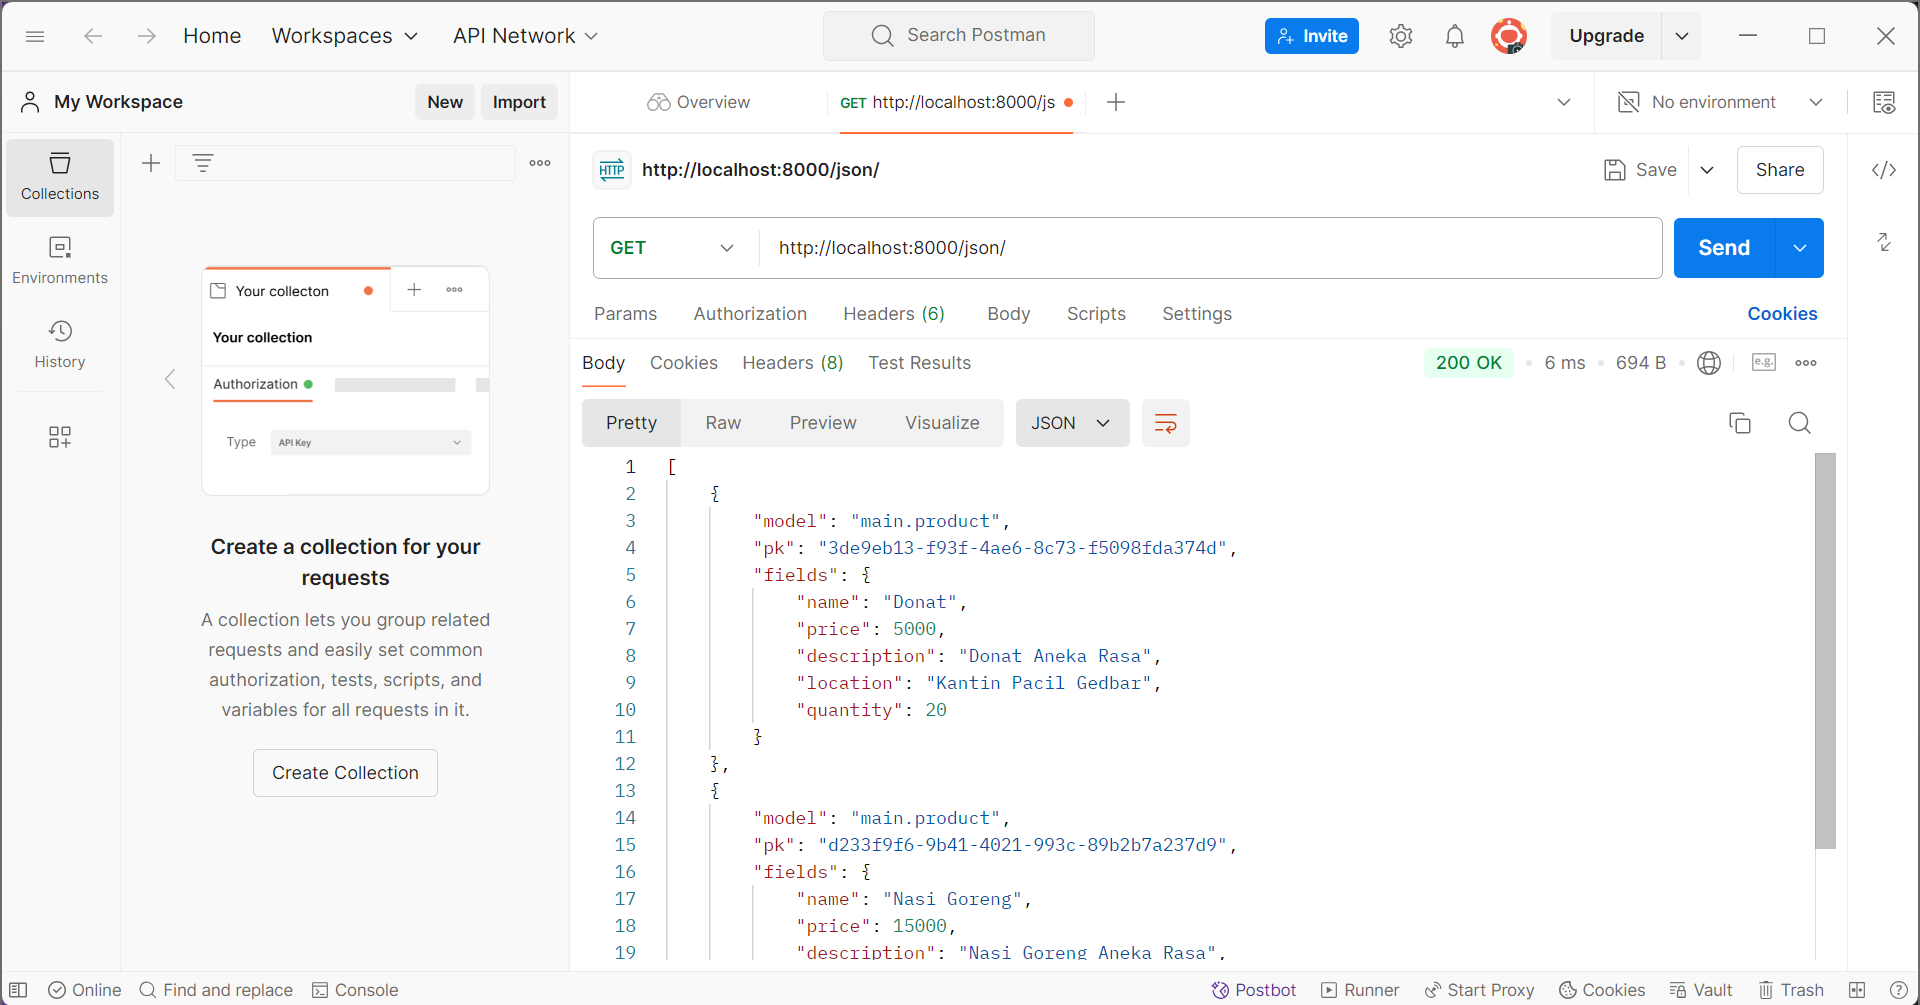 Home Workspaces API Network Search Postman Invite Upgrade
My Workspace New Import Overview GET http://localhost:8000/js No environment
Collections
Environments
History
Your collecton
Your collection
Authorization
Type API Key
Create a collection for your
requests
A collection lets you group related
requests and easily set common
authorization, tests, scripts, and
variables for all requests in it.
Create Collection
HTTP http://localhost:8000/json/ Save Share
GET http://localhost:8000/json/ Send
Params Authorization Headers (6) Body Scripts Settings Cookies
Body Cookies Headers (8) Test Results 200 OK 6 ms 694 B e.g.
Pretty Raw Preview Visualize JSON
1 [
2 {
3 "model": "main.product",
4 "pk": "3de9eb13-f93f-4ae6-8c73-f5098fda374d",
5 "fields": {
6 "name": "Donat",
7 "price": 5000,
8 "description": "Donat Aneka Rasa",
9 "location": "Kantin Pacil Gedbar",
10 "quantity": 20
11 }
12 },
13 {
14 "model": "main.product",
15 "pk": "d233f9f6-9b41-4021-993c-89b2b7a237d9",
16 "fields": {
17 "name": "Nasi Goreng",
18 "price": 15000,
19 "description": "Nasi Goreng Aneka Rasa",
Online Find and replace Console Postbot Runner Start Proxy Cookies Vault Trash